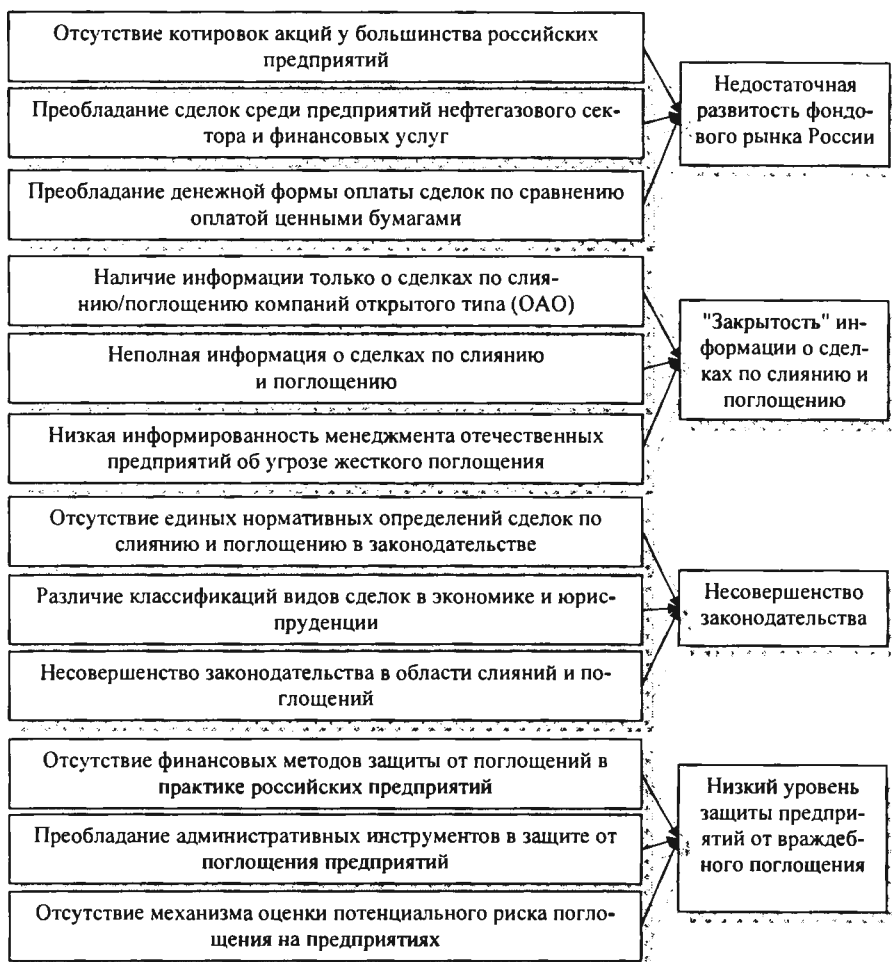 Отсутствие котировок акций у большинства российских
предприятий
Преобладание сделок среди предприятий нефтегазового сек-
тора и финансовых услуг
Преобладание денежной формы оплаты сделок по сравнению
оплатой ценными бумагами
Недостаточная
развитость фондо-
вого рынка России
Наличие информации только о сделках по слия-
нию/поглощению компаний открытого типа (ОАО)
Неполная информация о сделках по слиянию
и поглощению
Низкая информированность менеджмента отечественных
предприятий об угрозе жесткого поглощения
"Закрытость" ин-
формации о сдел-
ках по слиянию и
поглощению
Отсутствие единых нормативных определений сделок по
слиянию и поглощению в законодательстве
Различие классификаций видов сделок в экономике и юрис-
пруденции
Несовершенство законодательства в области слияний и по-
глощений
Несовершенство
законодательства
Отсутствие финансовых методов защиты от поглощений в
практике российских предприятий
Преобладание административных инструментов в защите от
поглощения предприятий
Отсутствие механизма оценки потенциального риска погло-
щения на предприятиях
Низкий уровень
защиты предпри-
ятий от враждеб-
ного поглощения